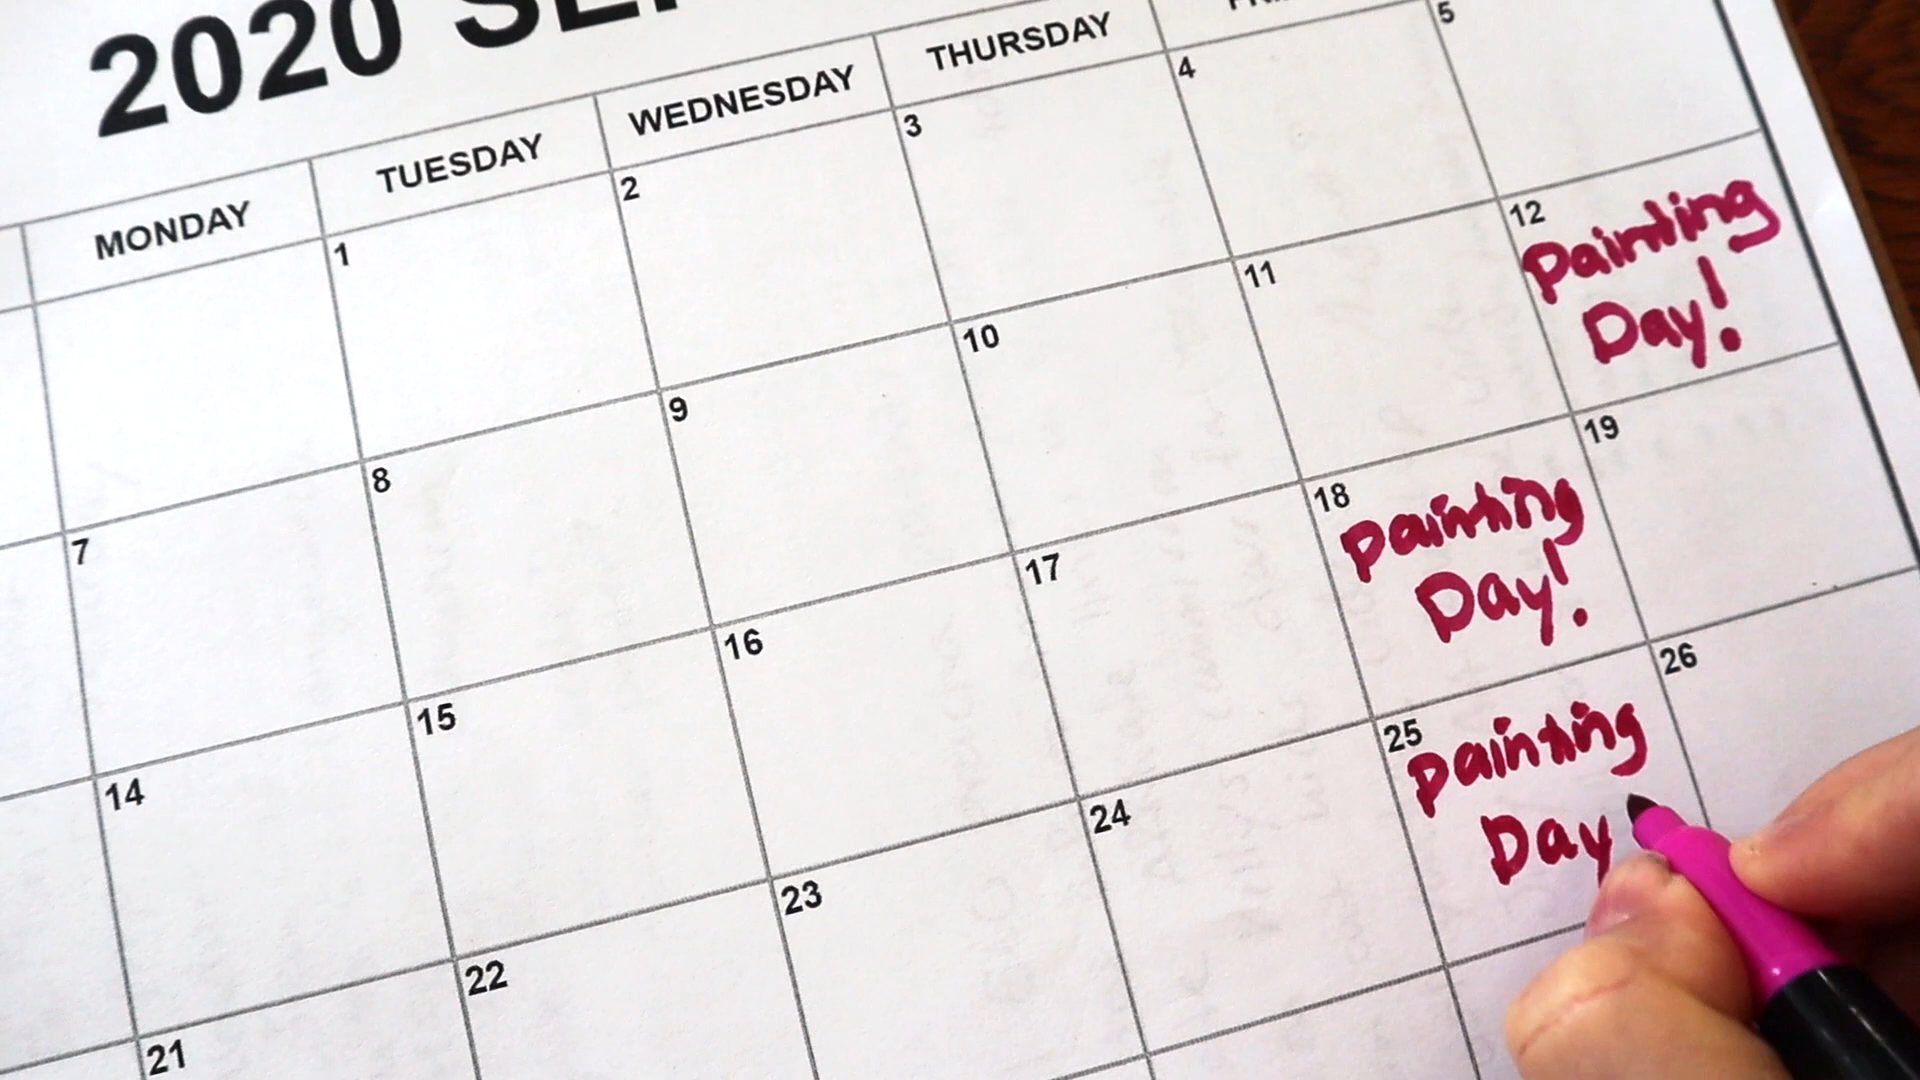 2020 SE
MONDAY TUESDAY WEDNESDAY THURSDAY
1 2 3 4 5
7 8 9 10 11 12
Painting
Day!
14 15 16 17 18 19
Painting
Day!
21 22 23 24 25 26
Painting
Day